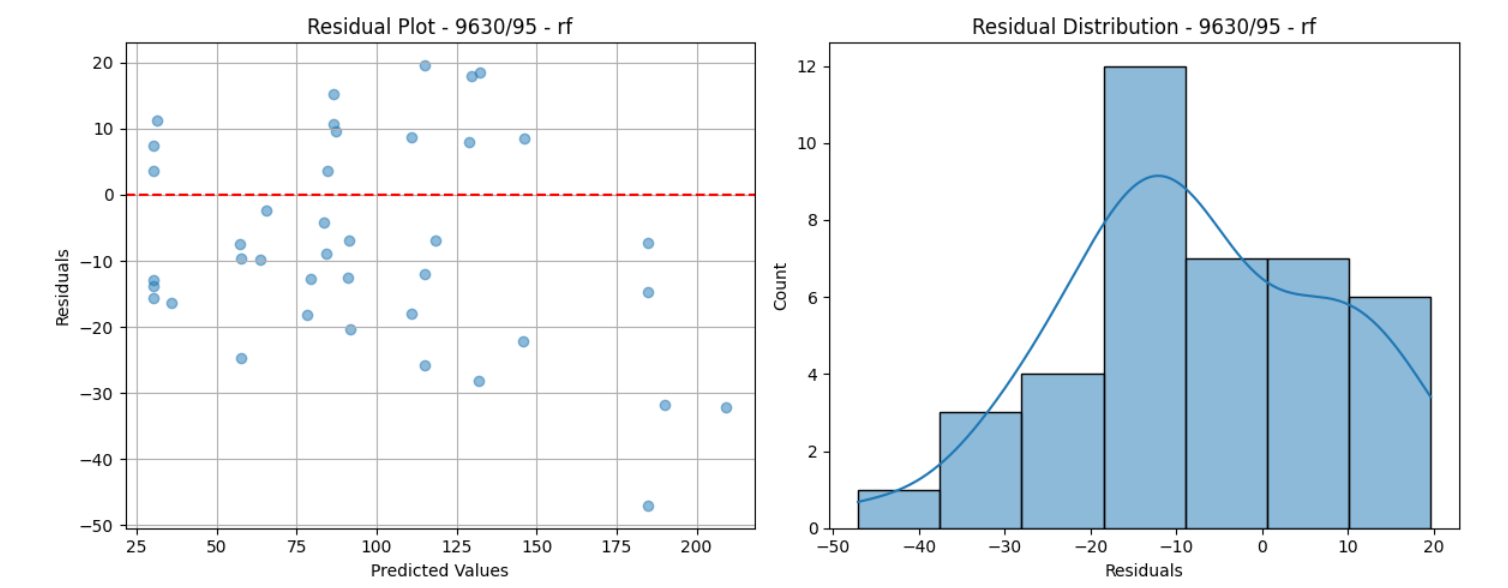 Residual Plot - 9630/95 - rf
20
10
0
−10
−20
−30
−40
−50
Residuals
25 50 75 100 125 150 175 200
Predicted Values
Residual Distribution - 9630/95 - rf
12
10
8
6
4
2
0
Count
−50 −40 −30 −20 −10 0 10 20
Residuals